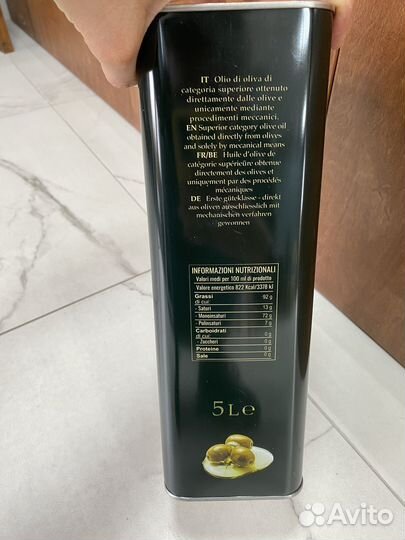 IT Olio di oliva di
categoria superiore ottenuto
direttamente dalle olive e
unicamente mediante
procedimenti meccanici.
EN Superior category olive oil
obtained directly from olives
and solely by mecanical means
FR/BE Huile d'olive de
catégorie supérieûre obtenue
directement des olives et
uniquement par des procédés
mécaniques
DE Erste güteklasse - direkt
aus oliven ausschliesslich mit
mechanischen verfahren
gewonnen
INFORMAZIONI NUTRIZIONALI
Valori medi per 100 ml di prodotto
Valore energetico 822 Kcal/3378 kJ
Grassi 92 g
di cui:
- Saturi 13 g
- Monoinsaturi 72 g
- Polinsaturi 7 g
Carboidrati 0 g
di cui:
- Zuccheri 0 g
Proteine 0 g
Sale 0 g
5L℮
Avito